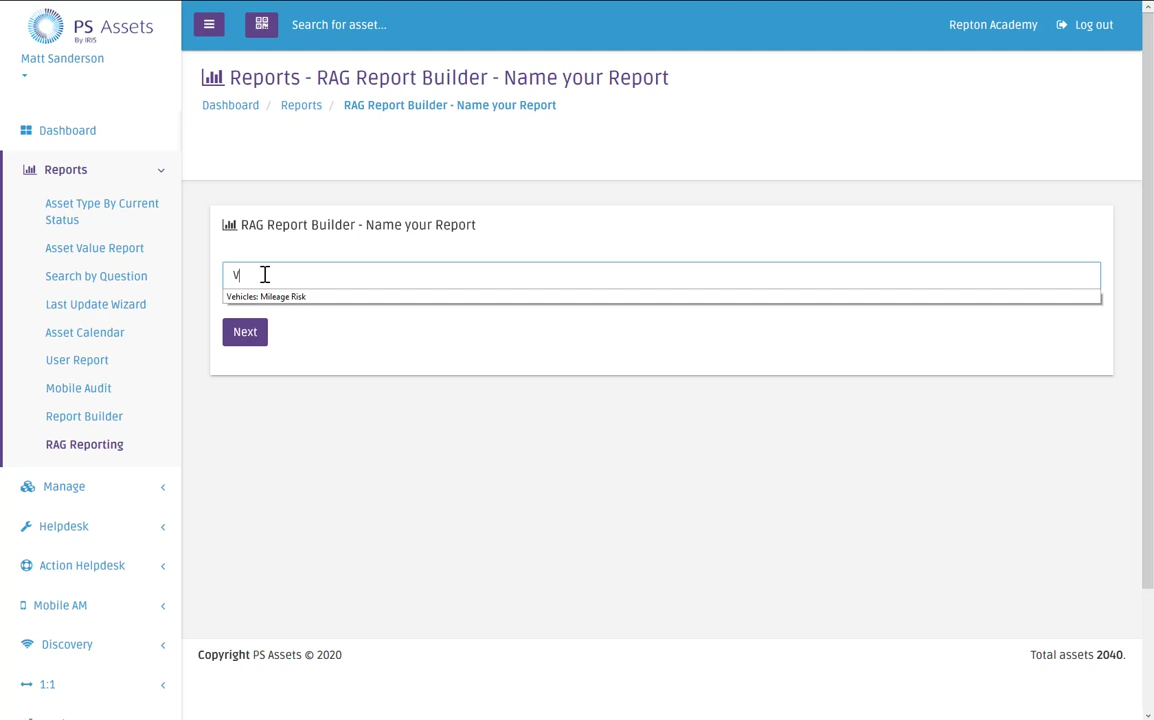 PS Assets
By IRIS
Matt Sanderson
Search for asset...
Repton Academy
Log out
Reports - RAG Report Builder - Name your Report
Dashboard / Reports / RAG Report Builder - Name your Report
Dashboard
Reports
Asset Type By Current
Status
Asset Value Report
Search by Question
Last Update Wizard
Asset Calendar
User Report
Mobile Audit
Report Builder
RAG Reporting
Manage
Helpdesk
Action Helpdesk
Mobile AM
Discovery
1:1
RAG Report Builder - Name your Report
V
Vehicles: Mileage Risk
Next
Copyright PS Assets © 2020
Total assets 2040.